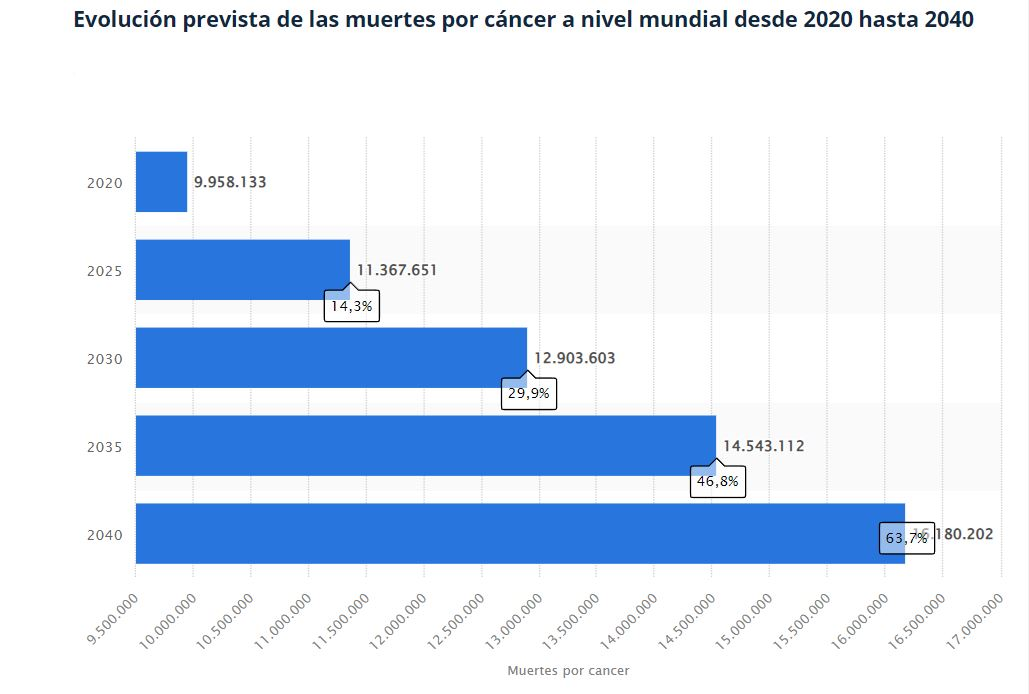 Evolución prevista de las muertes por cáncer a nivel mundial desde 2020 hasta 2040
2020 9.958.133
2025 11.367.651
14,3%
2030 12.903.603
29,9%
2035 14.543.112
46,8%
2040 63,7% 16.180.202
9.500.000 10.000.000 10.500.000 11.000.000 11.500.000 12.000.000 12.500.000 13.000.000 13.500.000 14.000.000 14.500.000 15.000.000 15.500.000 16.000.000 16.500.000 17.000.000
Muertes por cancer